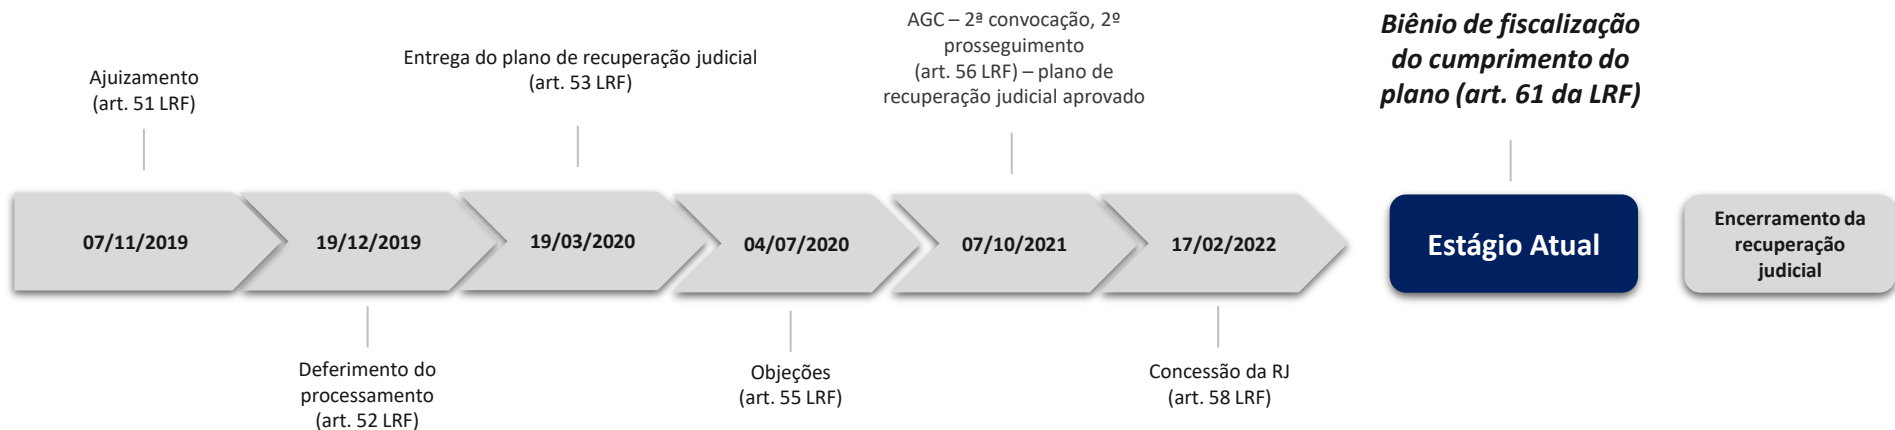 Ajuizamento
(art. 51 LRF)
Entrega do plano de recuperação judicial
(art. 53 LRF)
AGC – 2ª convocação, 2º
prosseguimento
(art. 56 LRF) – plano de
recuperação judicial aprovado
Biênio de fiscalização
do cumprimento do
plano (art. 61 da LRF)
07/11/2019
19/12/2019
19/03/2020
04/07/2020
07/10/2021
17/02/2022
Estágio Atual
Encerramento da
recuperação
judicial
Deferimento do
processamento
(art. 52 LRF)
Objeções
(art. 55 LRF)
Concessão da RJ
(art. 58 LRF)